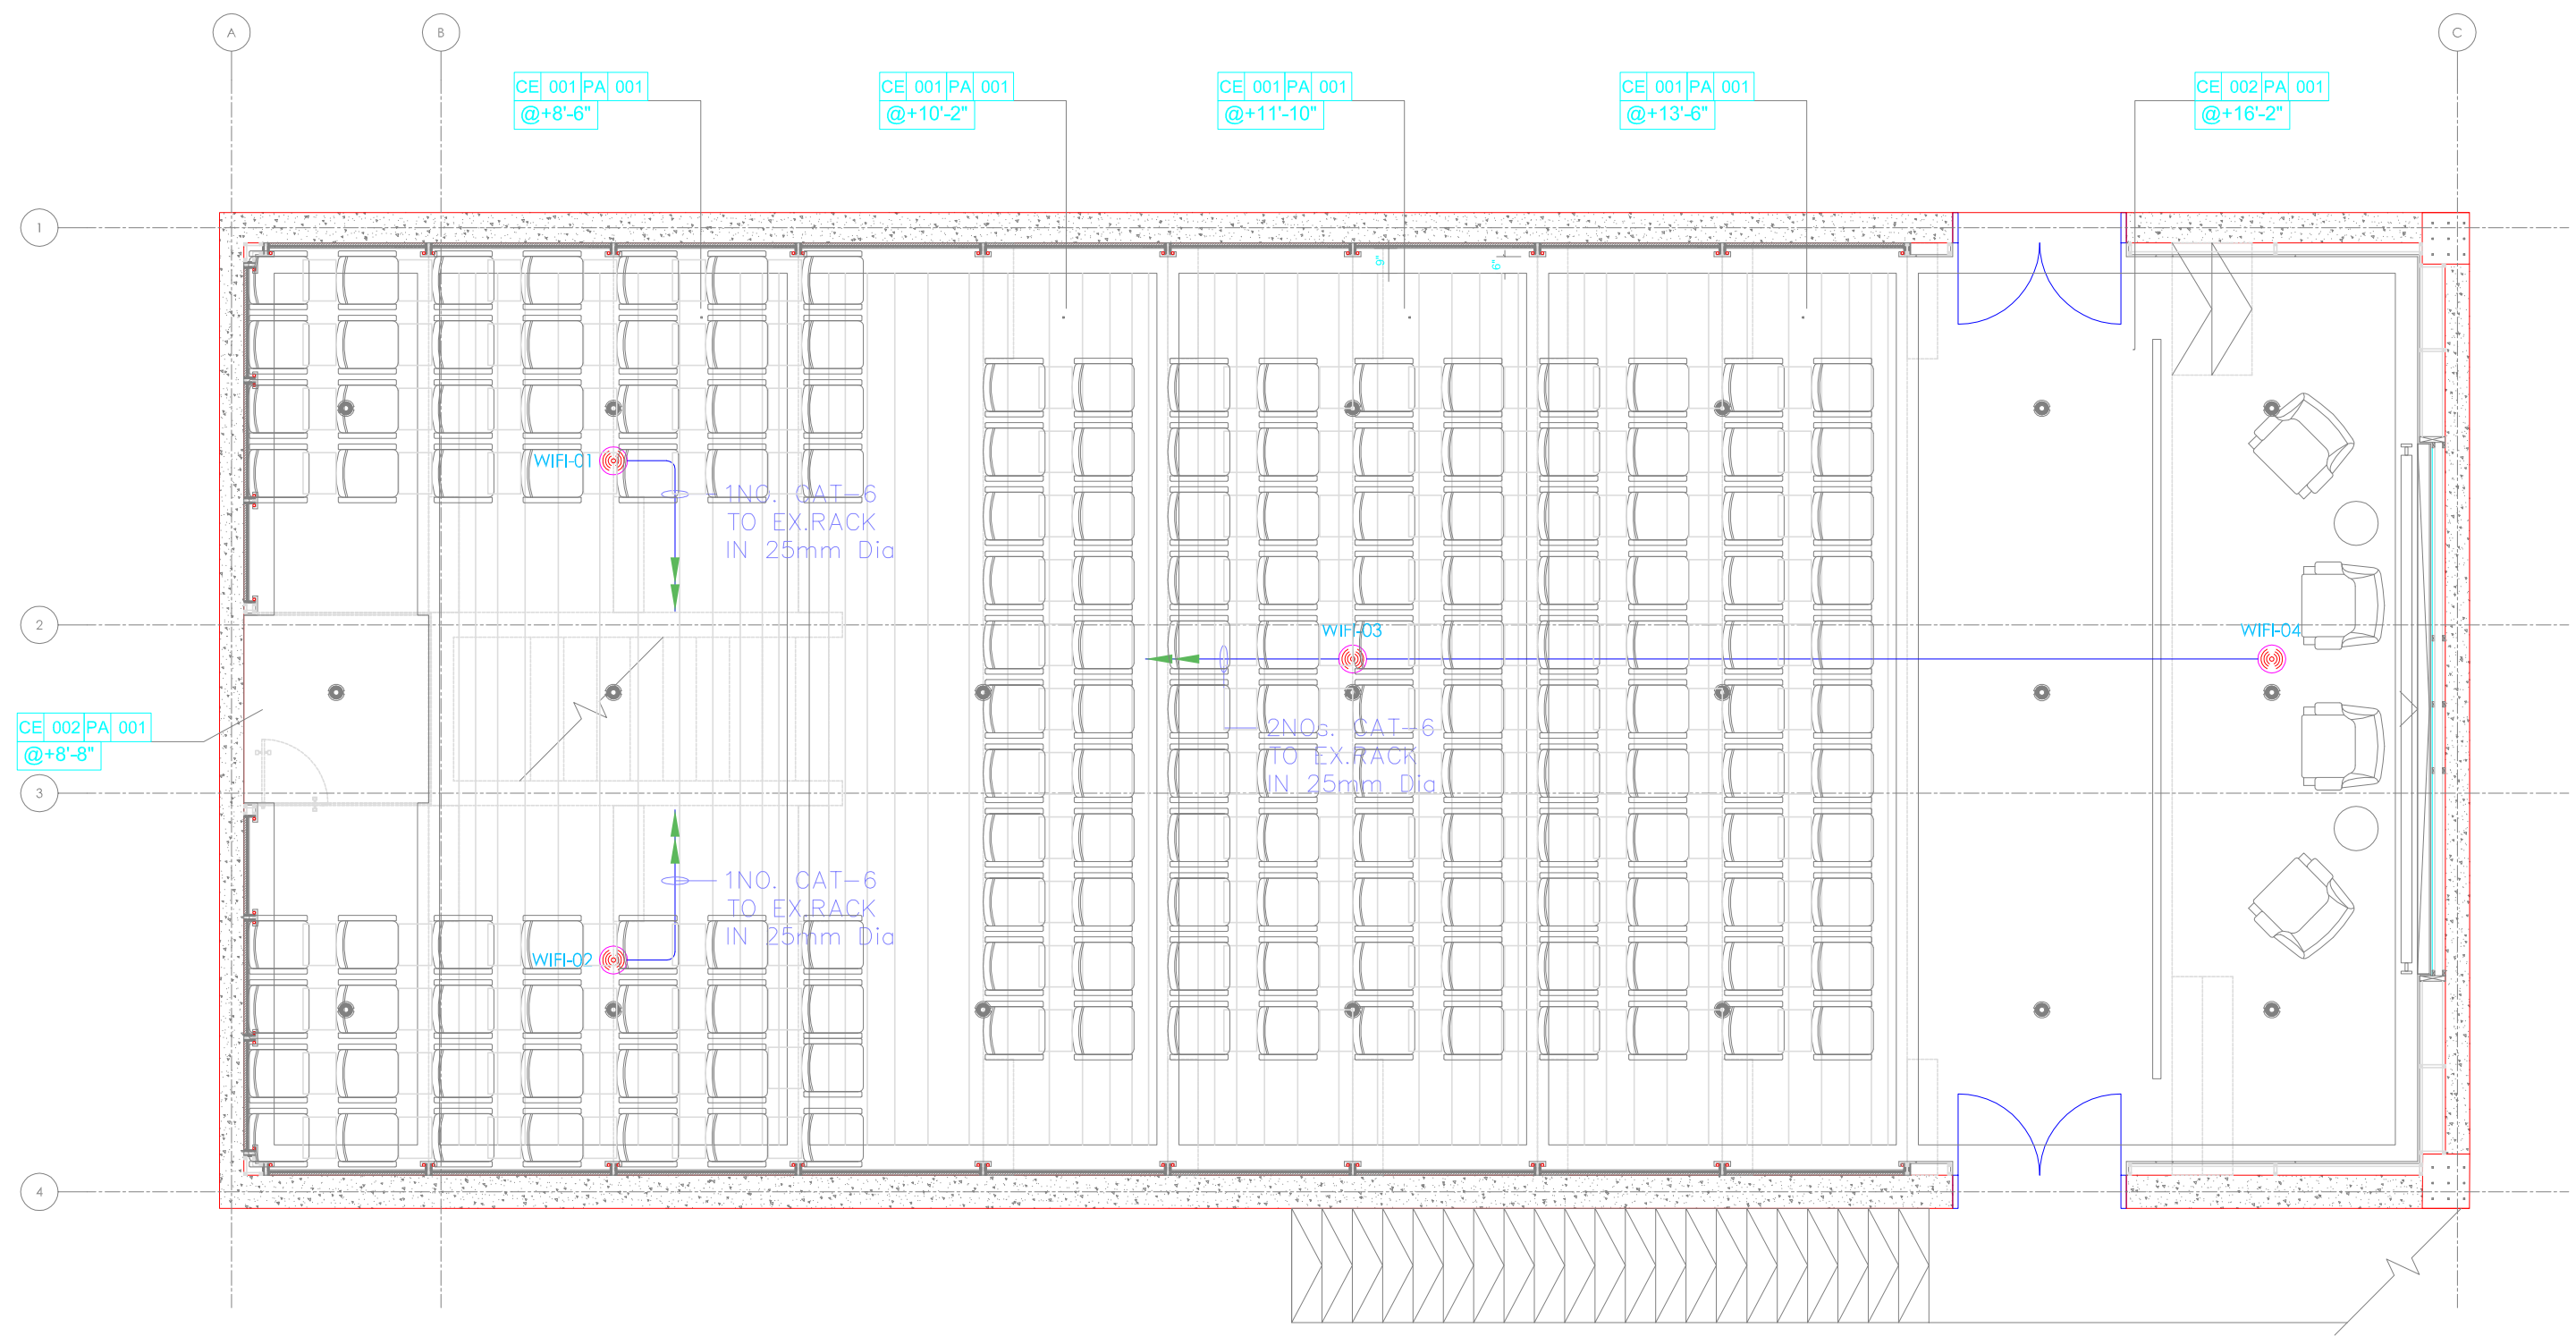 A
B
C
CE 001 PA 001
@+8'-6"
CE 001 PA 001
@+10'-2"
CE 001 PA 001
@+11'-10"
CE 001 PA 001
@+13'-6"
CE 002 PA 001
@+16'-2"
1
9"
6"
WIFI-01
1NO. CAT-6
TO EX.RACK
IN 25mm Dia
2
WIFI-03
WIFI-04
CE 002 PA 001
@+8'-8"
2NOs. CAT-6
TO EX.RACK
IN 25mm Dia
3
1NO. CAT-6
TO EX.RACK
IN 25mm Dia
WIFI-02
4